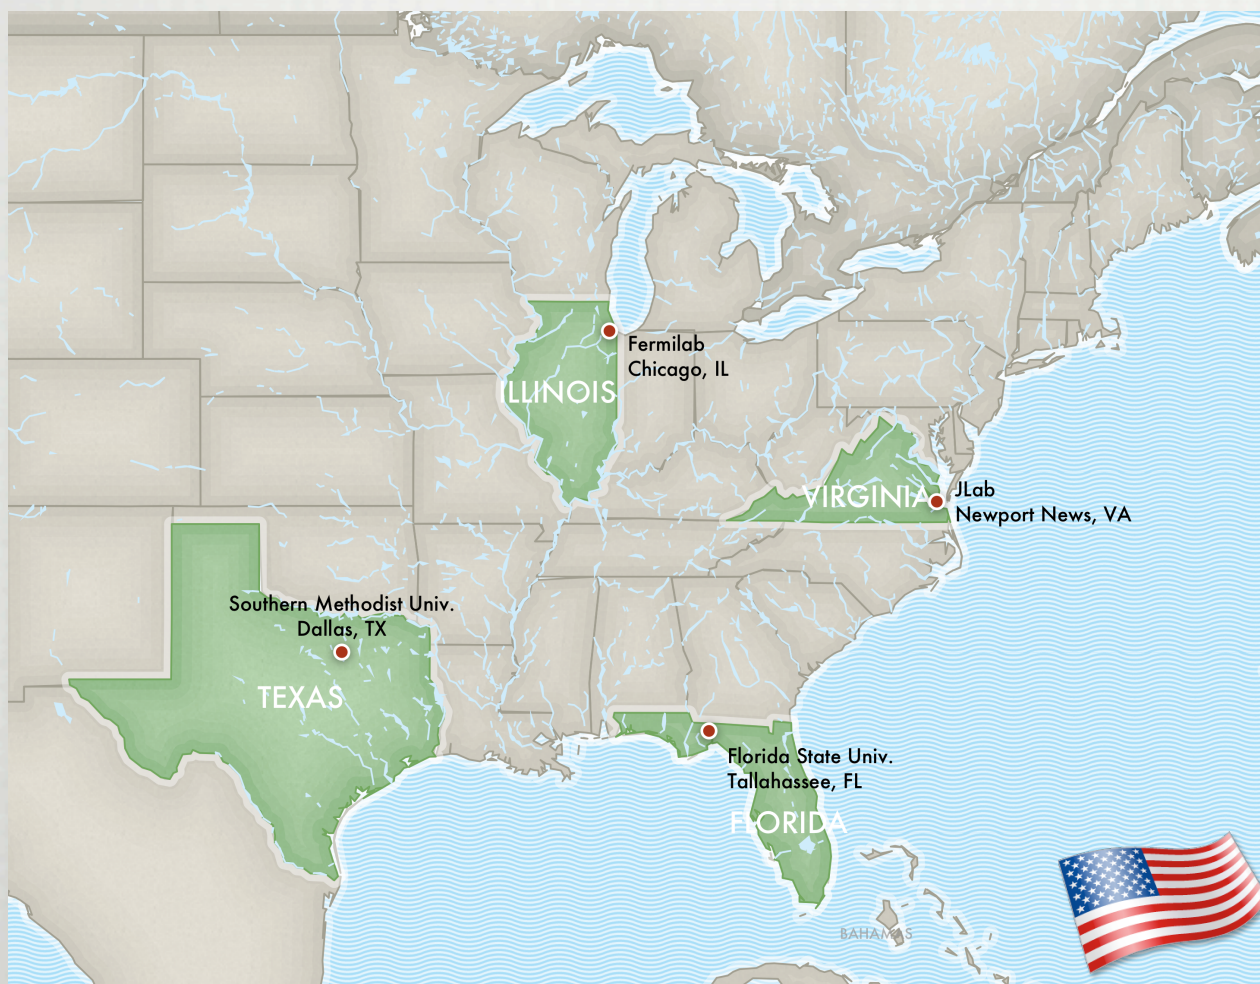 Fermilab
Chicago, IL
ILLINOIS
JLab
VIRGINIA
Newport News, VA
Southern Methodist Univ.
Dallas, TX
TEXAS
Florida State Univ.
Tallahassee, FL
FLORIDA
BAHAMAS